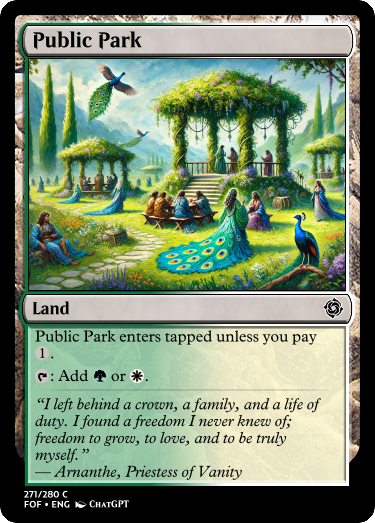 Public Park
Land
Public Park enters tapped unless you pay
1.
: Add or .
“I left behind a crown, a family, and a life of
duty. I found a freedom I never knew of;
freedom to grow, to love, and to be truly
myself.”
— Arnanthe, Priestess of Vanity
271/280 C
FOF • ENG ChatGPT